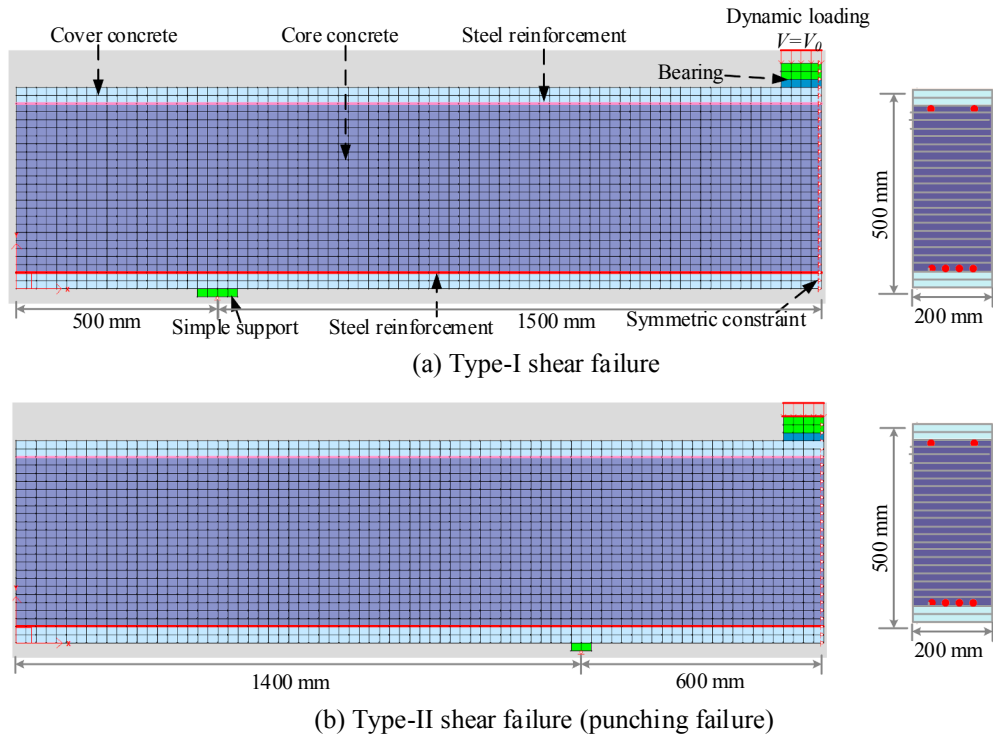 Dynamic loading
Cover concrete Core concrete Steel reinforcement V=V0
Bearing
500 mm
500 mm Simple support Steel reinforcement 1500 mm Symmetric constraint 200 mm
(a) Type-I shear failure
500 mm
1400 mm 600 mm 200 mm
(b) Type-II shear failure (punching failure)